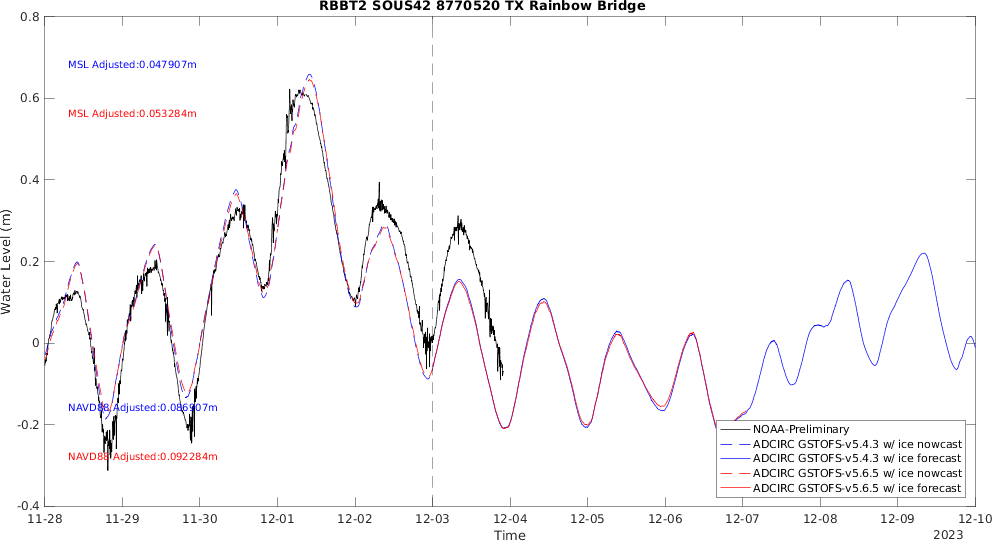 RBBT2 SOUS42 8770520 TX Rainbow Bridge
0.8
0.6
0.4
0.2
0
-0.2
-0.4
Water Level (m)
MSL Adjusted:0.047907m
MSL Adjusted:0.053284m
NAVD88 Adjusted:0.086907m
NAVD88 Adjusted:0.092284m
NOAA-Preliminary
ADCIRC GSTOFS-v5.4.3 w/ ice nowcast
ADCIRC GSTOFS-v5.4.3 w/ ice forecast
ADCIRC GSTOFS-v5.6.5 w/ ice nowcast
ADCIRC GSTOFS-v5.6.5 w/ ice forecast
11-28 11-29 11-30 12-01 12-02 12-03 12-04 12-05 12-06 12-07 12-08 12-09 12-10
Time
2023